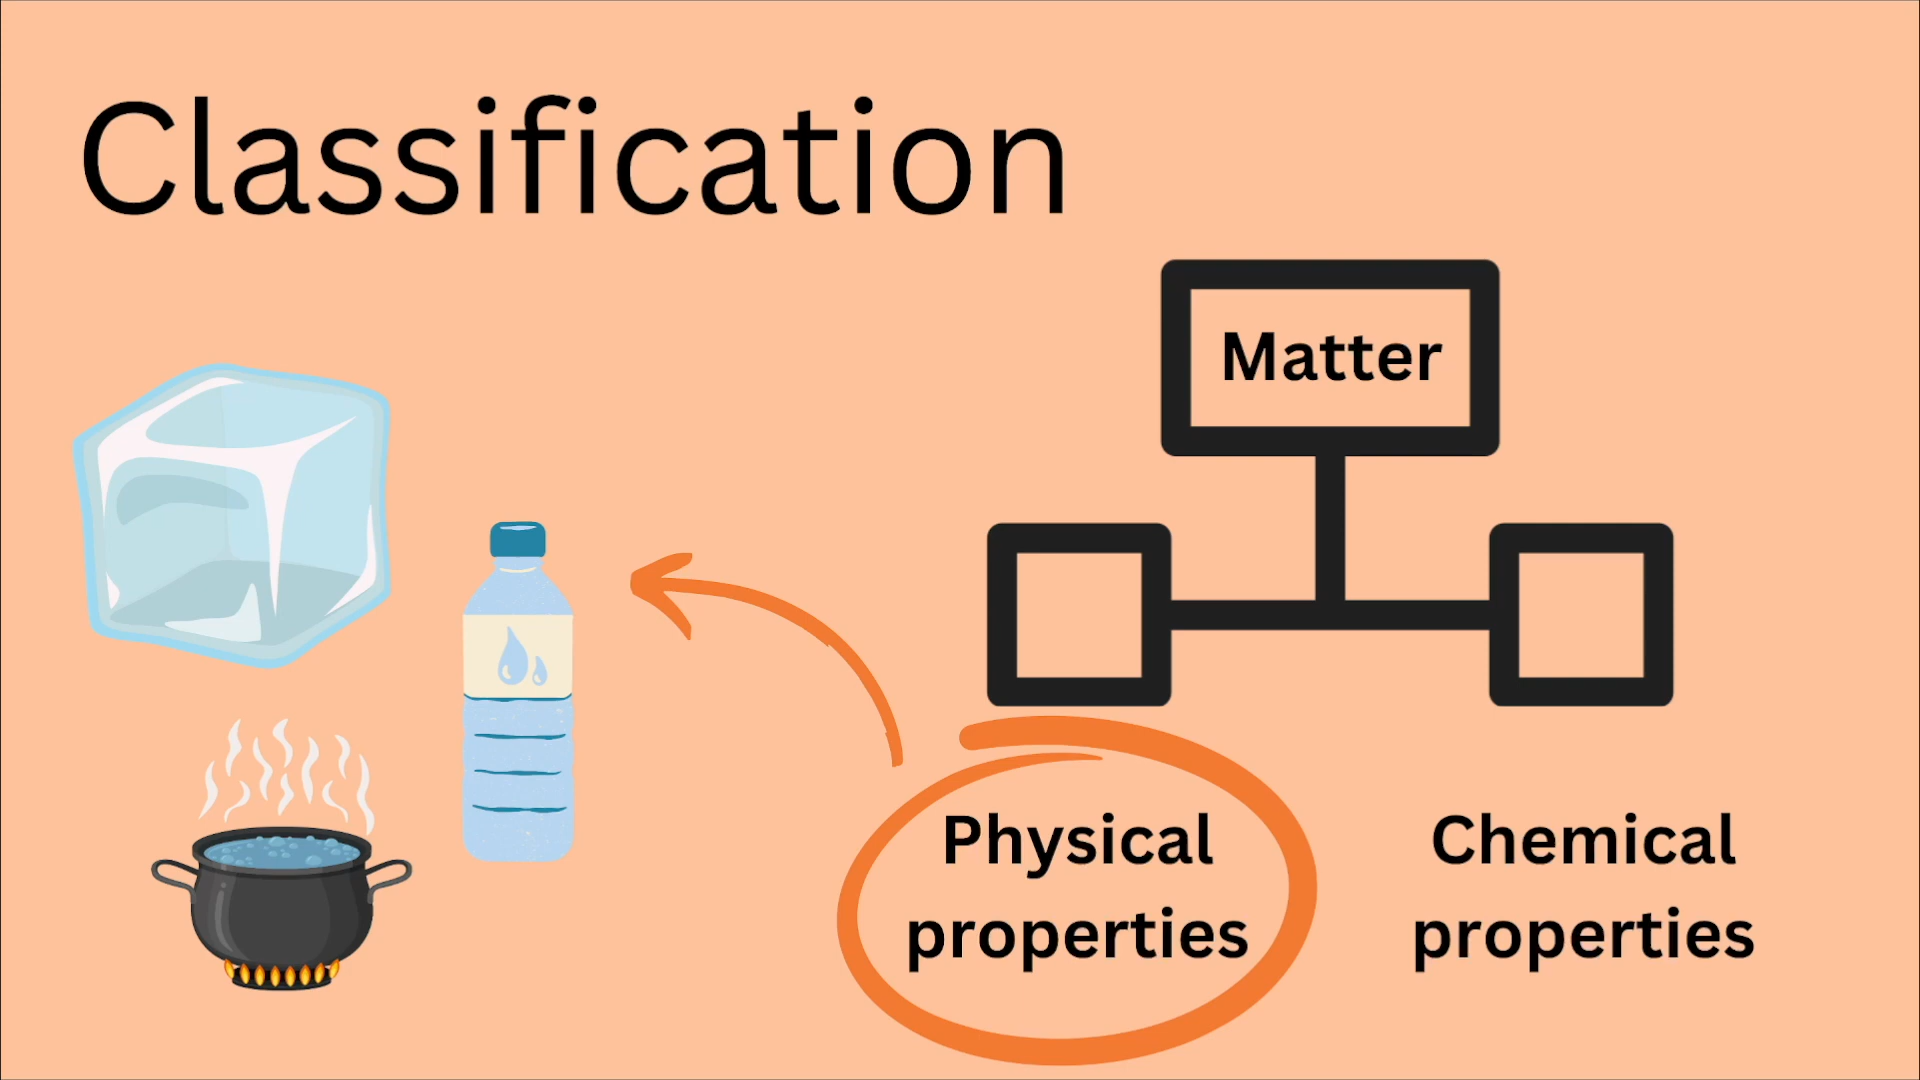 Classification
Matter
Physical
properties
Chemical
properties